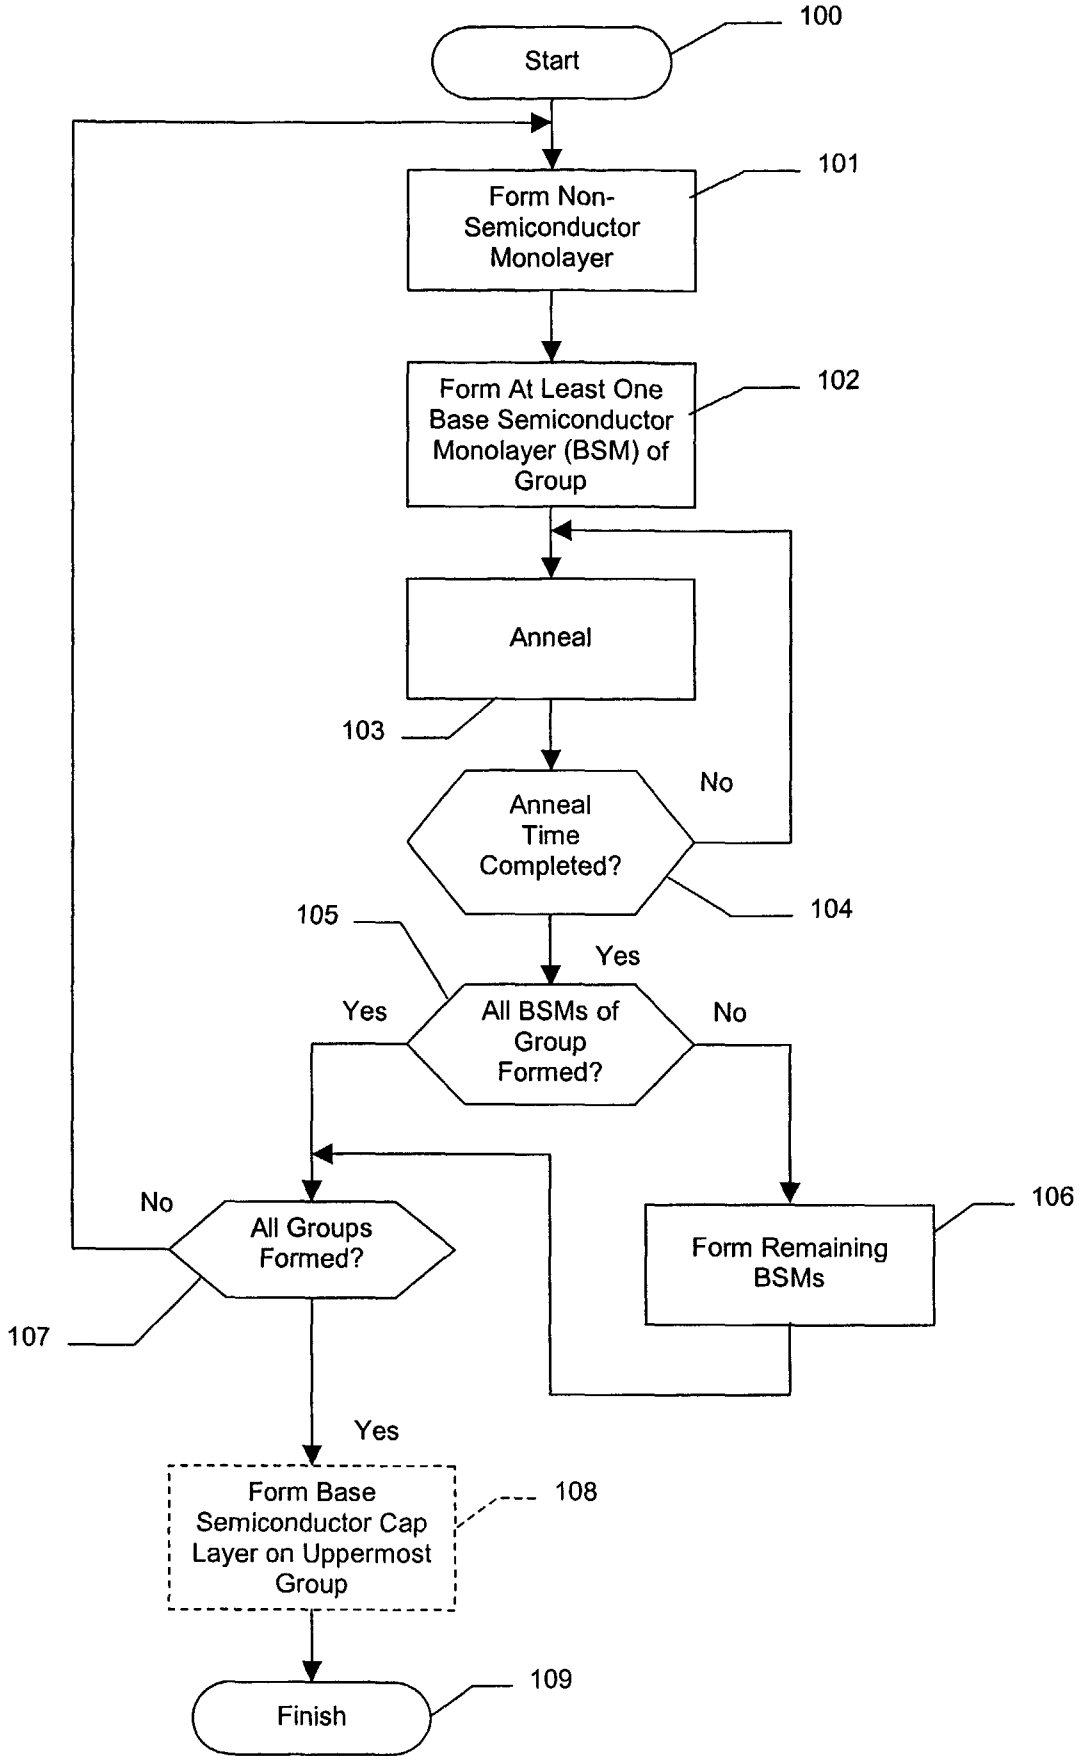 100
Start
101
Form Non-
Semiconductor
Monolayer
102
Form At Least One
Base Semiconductor
Monolayer (BSM) of
Group
Anneal
103
No
Anneal
Time
Completed?
104
105
Yes
Yes
All BSMs of
Group
Formed?
No
No
All Groups
Formed?
106
Form Remaining
BSMs
107
Yes
Form Base
Semiconductor Cap
Layer on Uppermost
Group
108
109
Finish